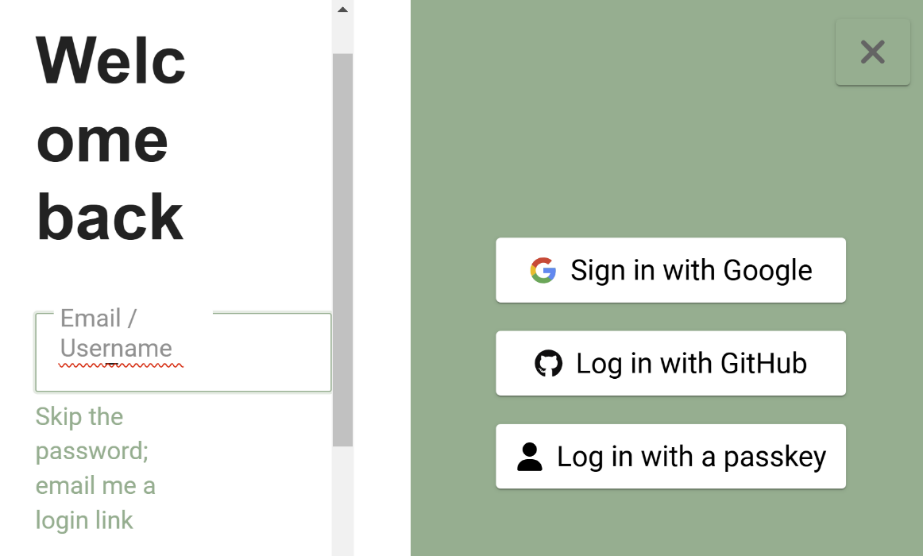 Welc
ome
back
Email /
Username
Skip the
password;
email me a
login link
Sign in with Google
Log in with GitHub
Log in with a passkey